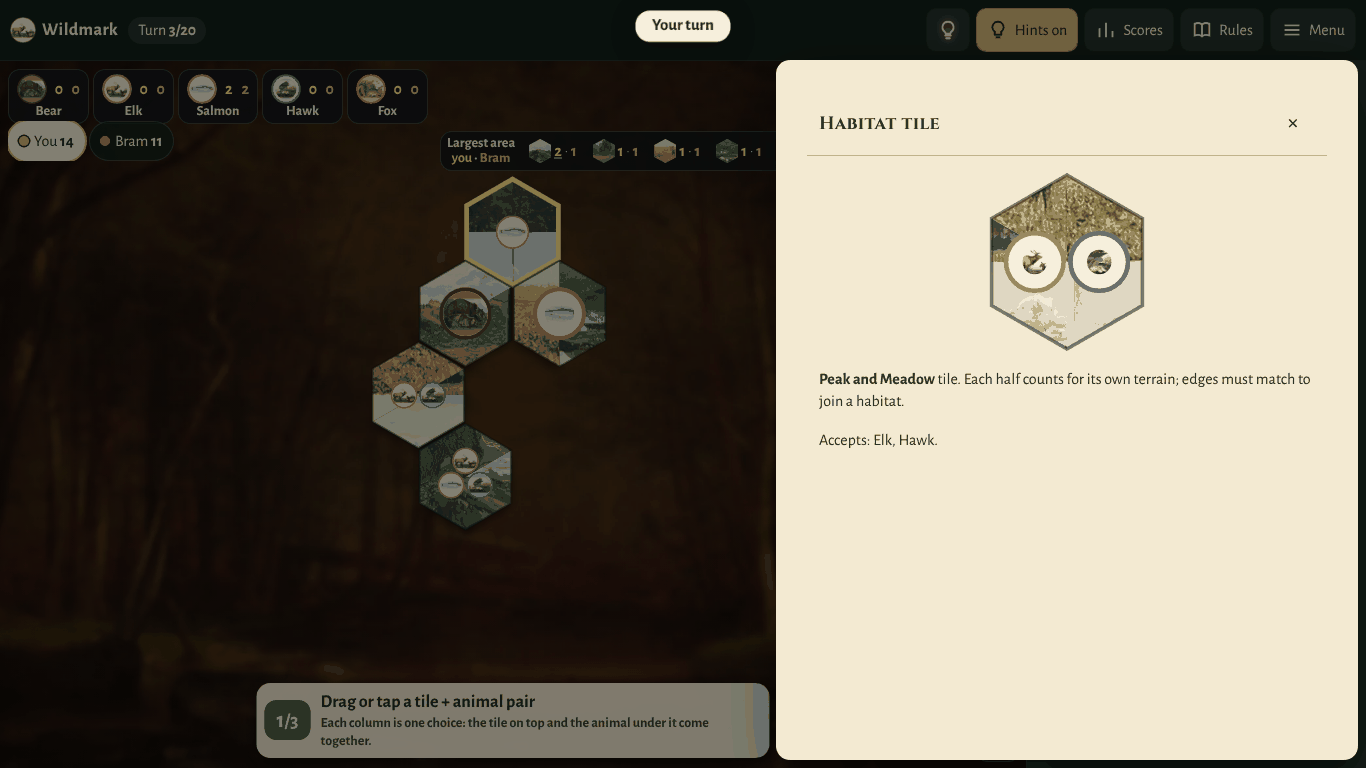 Wildmark
Turn 3/20
Your turn
Hints on
Scores
Rules
Menu
0 0
Bear
0 0
Elk
2 2
Salmon
0 0
Hawk
0 0
Fox
You 14
Bram 11
Largest area
you · Bram
2 · 1
1 · 1
1 · 1
1 · 1
Habitat tile
×
Peak and Meadow tile. Each half counts for its own terrain; edges must match to
join a habitat.
Accepts: Elk, Hawk.
1/3
Drag or tap a tile + animal pair
Each column is one choice: the tile on top and the animal under it come
together.